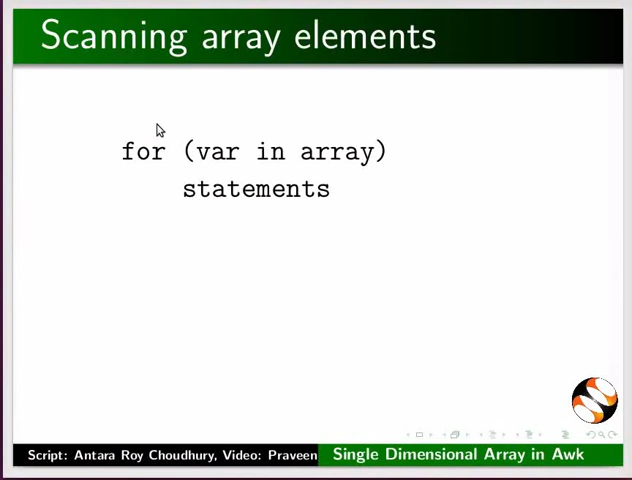 Scanning array elements
for (var in array)
statements
Script: Antara Roy Choudhury, Video: Praveen
Single Dimensional Array in Awk